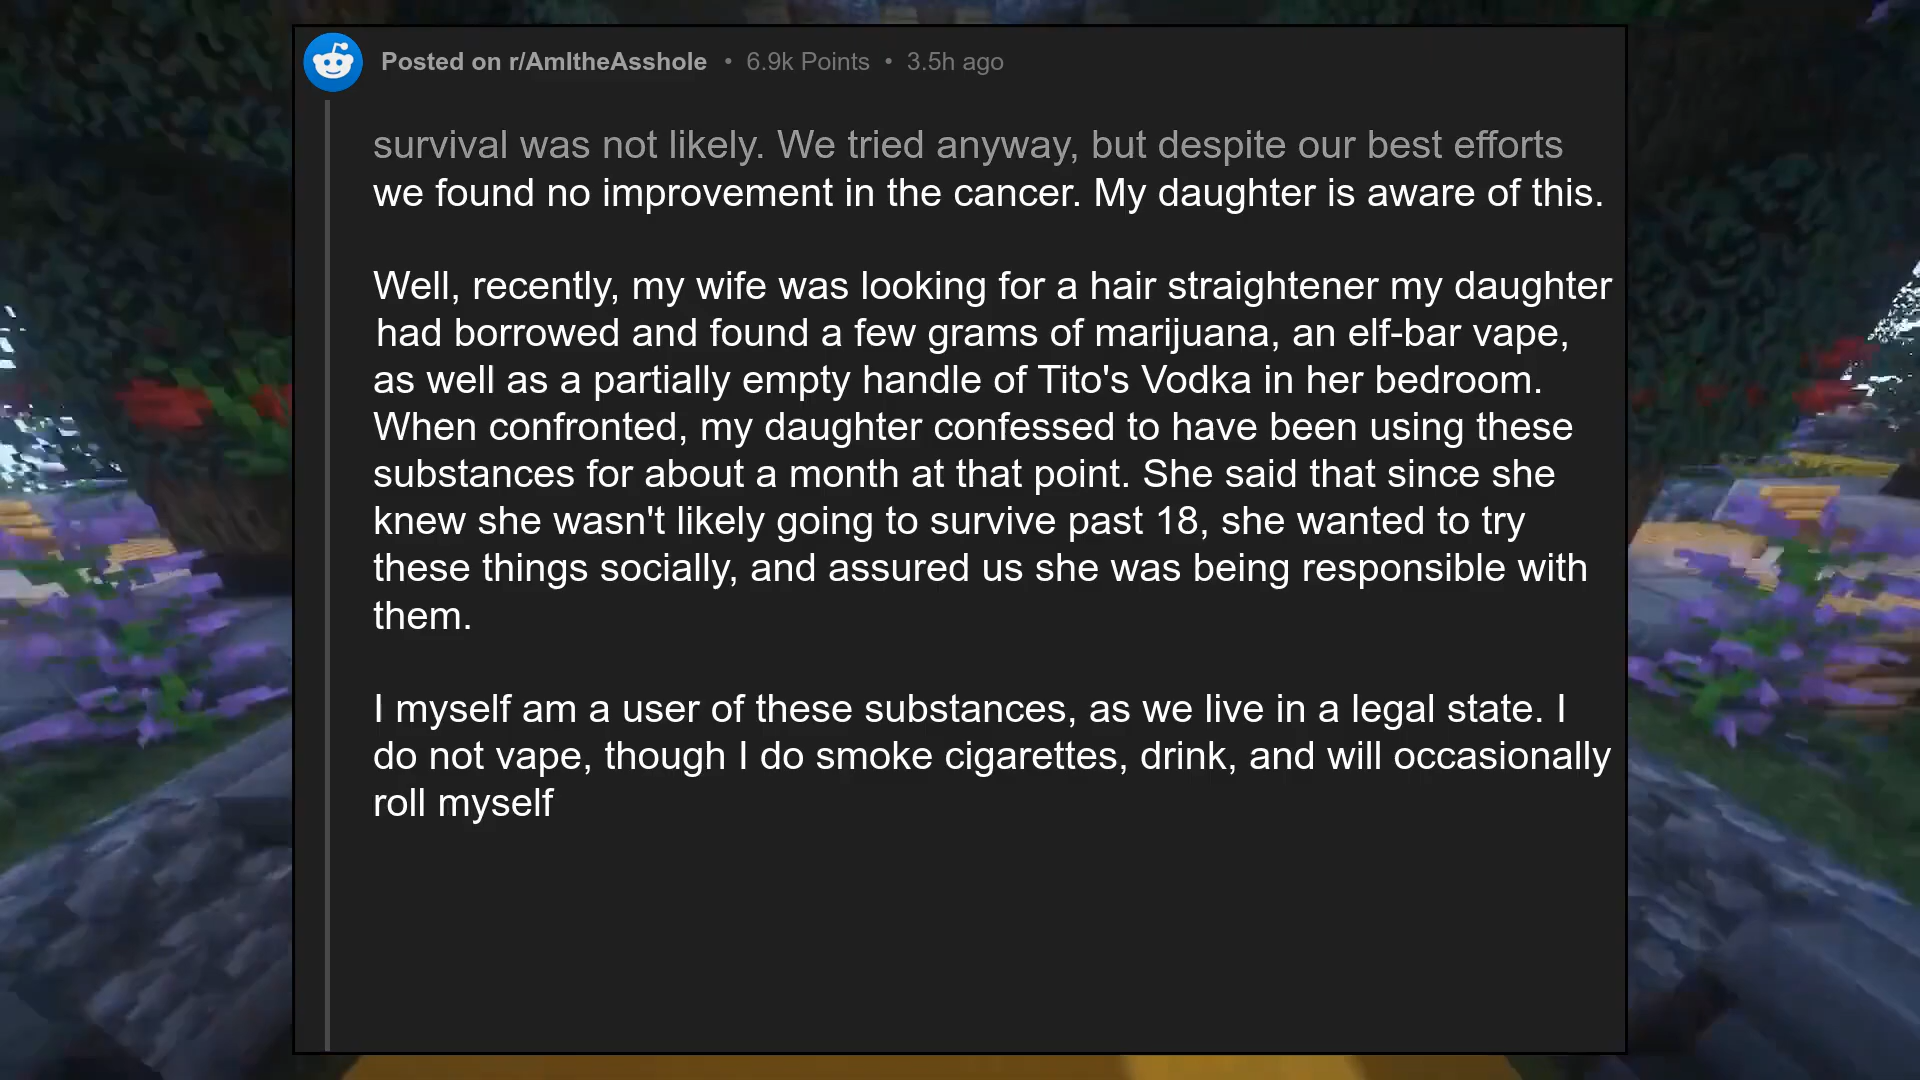 Posted on r/AmItheAsshole • 6.9k Points • 3.5h ago
survival was not likely. We tried anyway, but despite our best efforts
we found no improvement in the cancer. My daughter is aware of this.
Well, recently, my wife was looking for a hair straightener my daughter
had borrowed and found a few grams of marijuana, an elf-bar vape,
as well as a partially empty handle of Tito's Vodka in her bedroom.
When confronted, my daughter confessed to have been using these
substances for about a month at that point. She said that since she
knew she wasn't likely going to survive past 18, she wanted to try
these things socially, and assured us she was being responsible with
them.
I myself am a user of these substances, as we live in a legal state. I
do not vape, though I do smoke cigarettes, drink, and will occasionally
roll myself